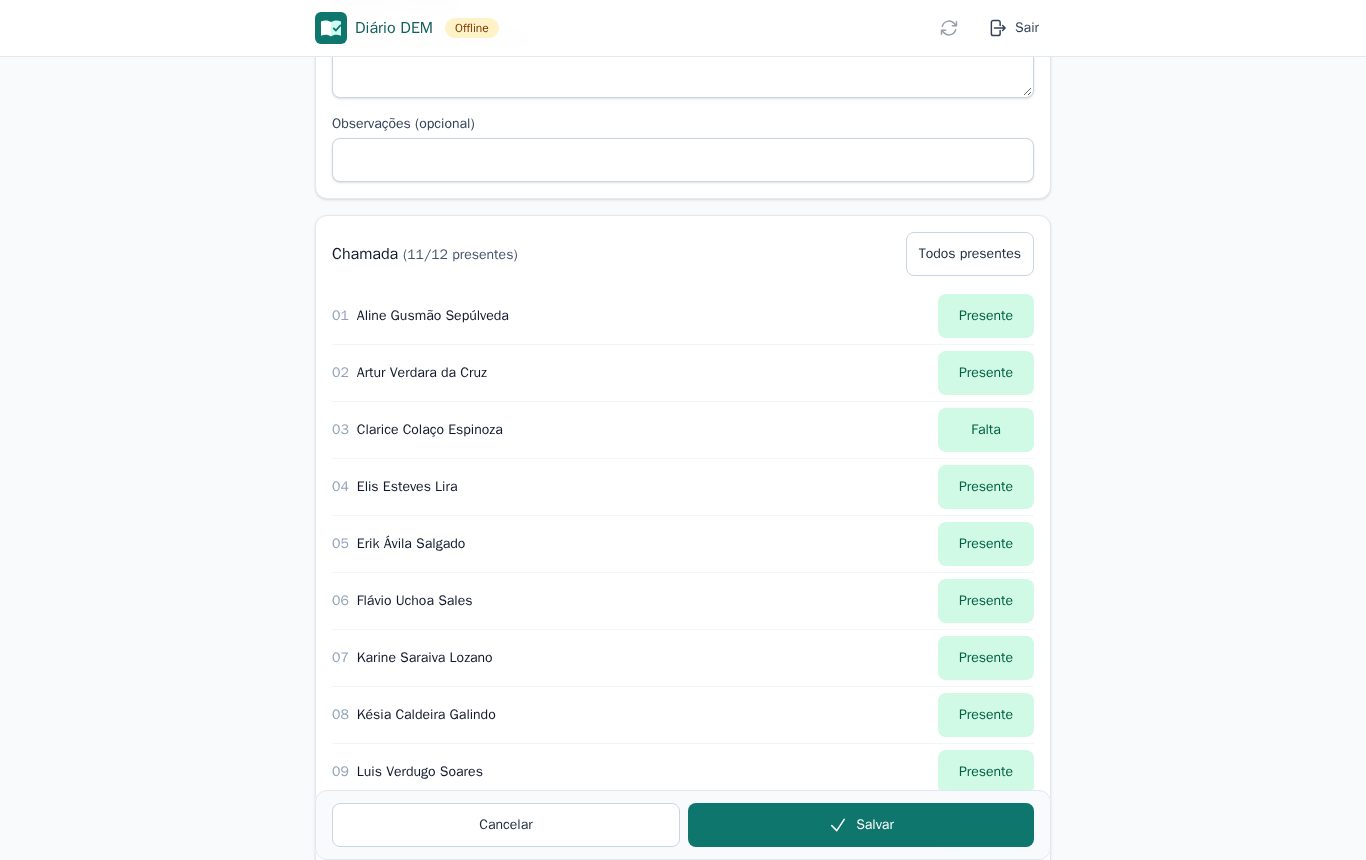 Diário DEM Offline Sair
Observações (opcional)
Chamada (11/12 presentes) Todos presentes
01 Aline Gusmão Sepúlveda Presente
02 Artur Verdara da Cruz Presente
03 Clarice Colaço Espinoza Falta
04 Elis Esteves Lira Presente
05 Erik Ávila Salgado Presente
06 Flávio Uchoa Sales Presente
07 Karine Saraiva Lozano Presente
08 Késia Caldeira Galindo Presente
09 Luis Verdugo Soares Presente
Cancelar Salvar